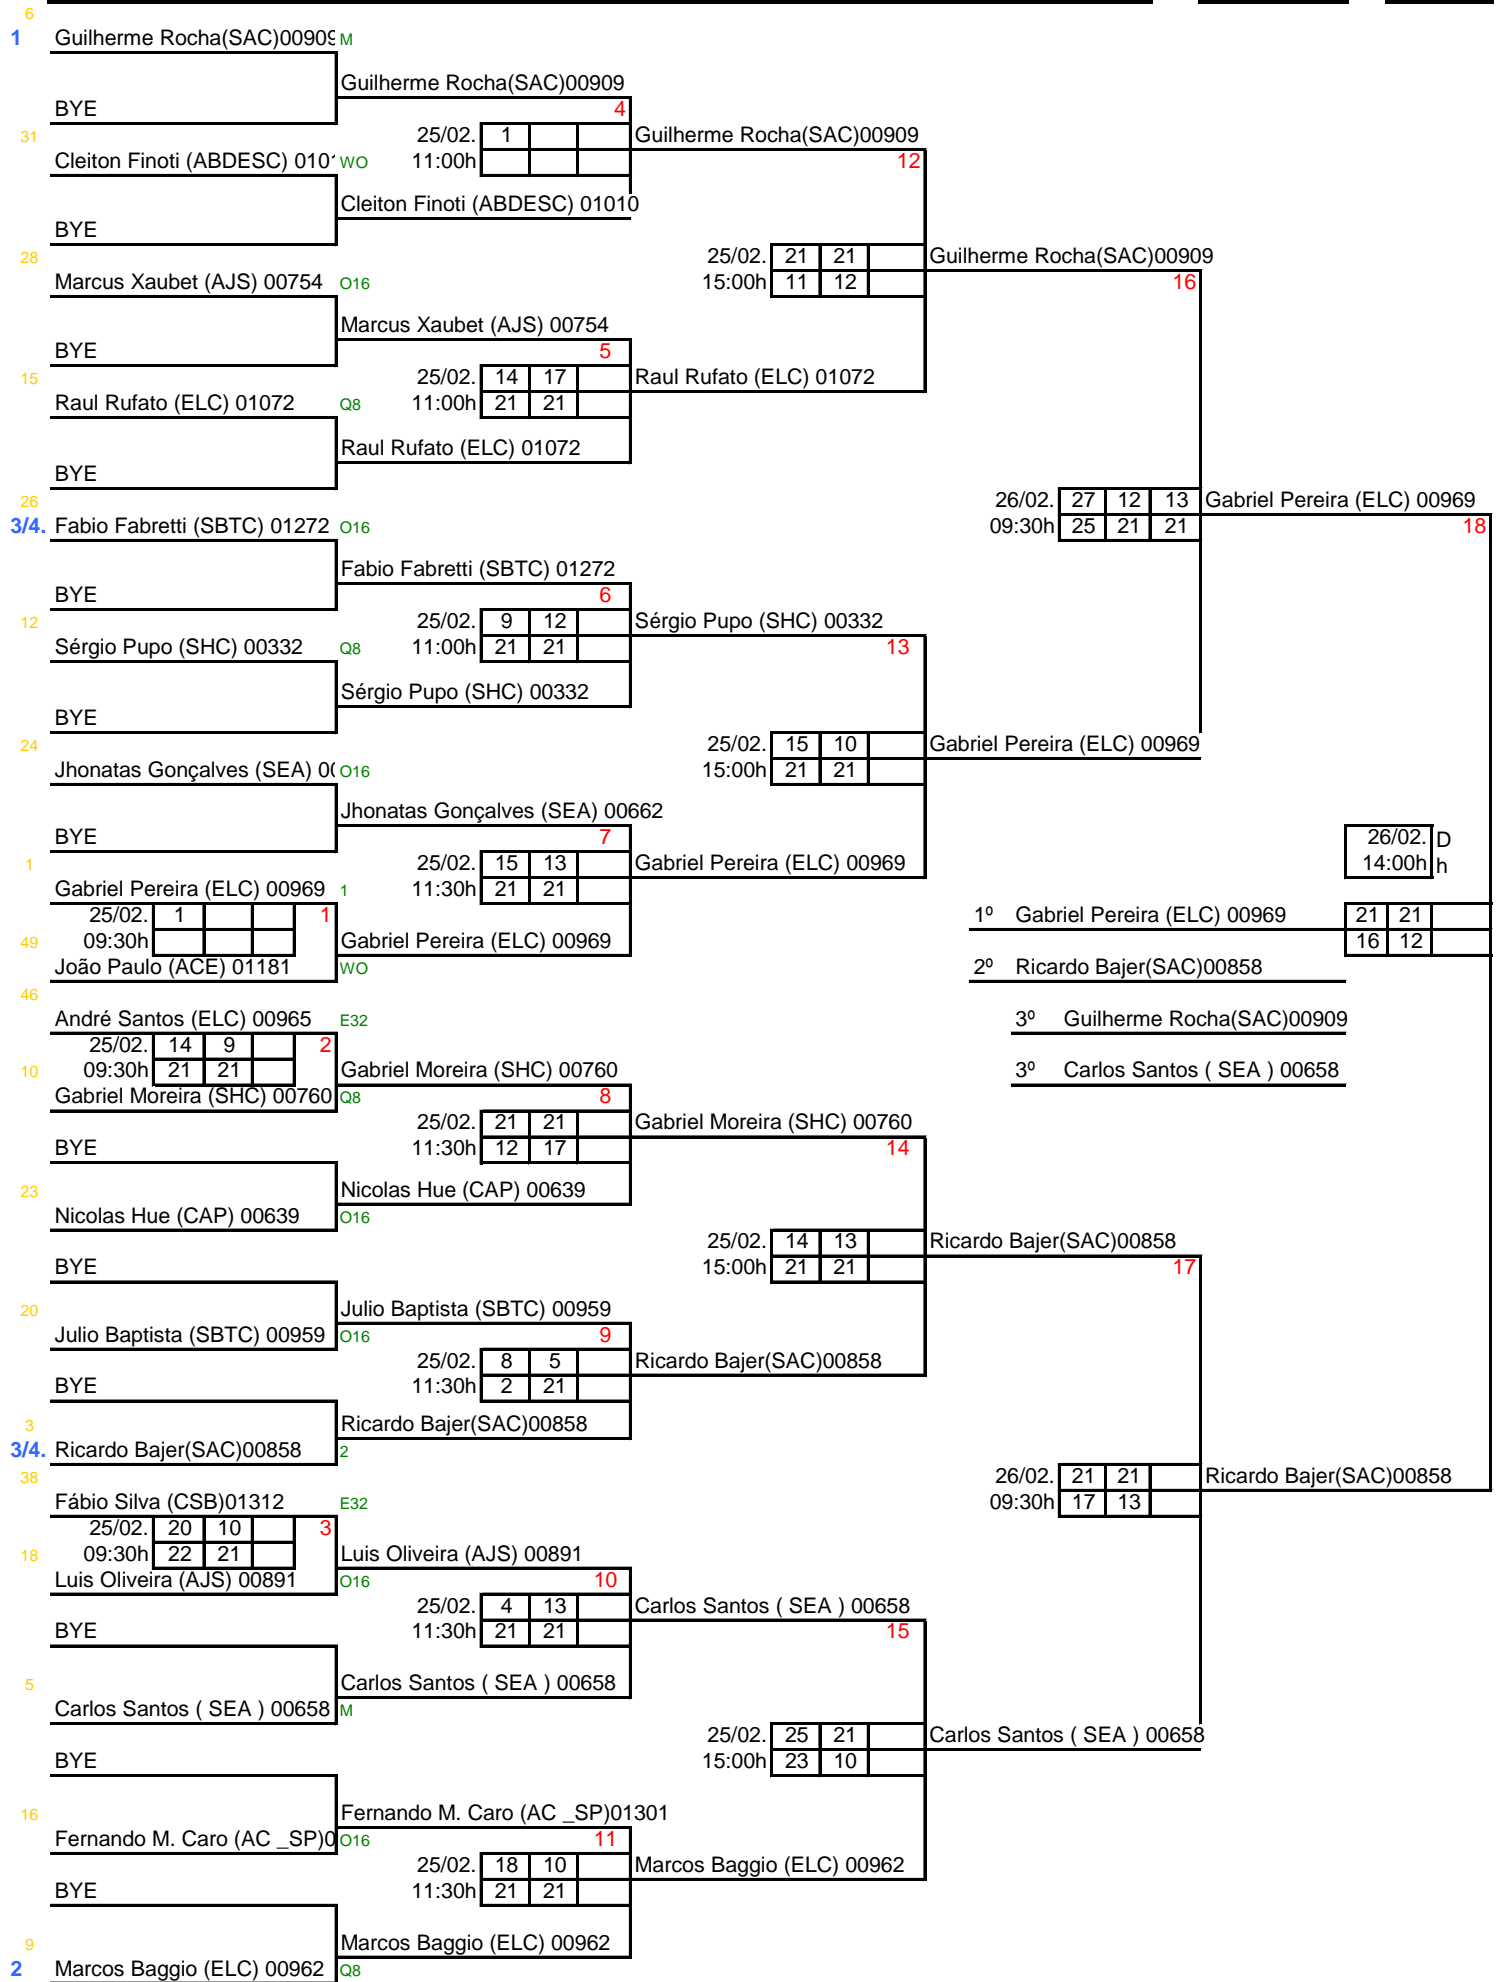 6
1 Guilherme Rocha(SAC)00909 M
Guilherme Rocha(SAC)00909
BYE 4
31 25/02. 1 Guilherme Rocha(SAC)00909
Cleiton Finoti (ABDESC) 0101 WO 11:00h 12
Cleiton Finoti (ABDESC) 01010
BYE
28 25/02. 21 21 Guilherme Rocha(SAC)00909
Marcus Xaubet (AJS) 00754 O16 15:00h 11 12 16
Marcus Xaubet (AJS) 00754
BYE 5
15 25/02. 14 17 Raul Rufato (ELC) 01072
Raul Rufato (ELC) 01072 Q8 11:00h 21 21
Raul Rufato (ELC) 01072
BYE
26 26/02. 27 12 13 Gabriel Pereira (ELC) 00969
3/4. Fabio Fabretti (SBTC) 01272 O16 09:30h 25 21 21 18
Fabio Fabretti (SBTC) 01272
BYE 6
12 25/02. 9 12 Sérgio Pupo (SHC) 00332
Sérgio Pupo (SHC) 00332 Q8 11:00h 21 21 13
Sérgio Pupo (SHC) 00332
BYE
24 25/02. 15 10 Gabriel Pereira (ELC) 00969
Jhonatas Gonçalves (SEA) 00 O16 15:00h 21 21
Jhonatas Gonçalves (SEA) 00662
BYE 7 26/02. D
1 25/02. 15 13 Gabriel Pereira (ELC) 00969 14:00h h
Gabriel Pereira (ELC) 00969 1 11:30h 21 21
25/02. 1 1 1º Gabriel Pereira (ELC) 00969 21 21
49 09:30h Gabriel Pereira (ELC) 00969 16 12
João Paulo (ACE) 01181 WO 2º Ricardo Bajer(SAC)00858
46
André Santos (ELC) 00965 E32 3º Guilherme Rocha(SAC)00909
25/02. 14 9 2
10 09:30h 21 21 Gabriel Moreira (SHC) 00760 3º Carlos Santos ( SEA ) 00658
Gabriel Moreira (SHC) 00760 Q8 8
25/02. 21 21 Gabriel Moreira (SHC) 00760
BYE 11:30h 12 17 14
23 Nicolas Hue (CAP) 00639
Nicolas Hue (CAP) 00639 O16
25/02. 14 13 Ricardo Bajer(SAC)00858
BYE 15:00h 21 21 17
20 Julio Baptista (SBTC) 00959
Julio Baptista (SBTC) 00959 O16 9
25/02. 8 5 Ricardo Bajer(SAC)00858
BYE 11:30h 2 21
3 Ricardo Bajer(SAC)00858
3/4. Ricardo Bajer(SAC)00858 2
38 26/02. 21 21 Ricardo Bajer(SAC)00858
Fábio Silva (CSB)01312 E32 09:30h 17 13
25/02. 20 10 3
18 09:30h 22 21 Luis Oliveira (AJS) 00891
Luis Oliveira (AJS) 00891 O16 10
25/02. 4 13 Carlos Santos ( SEA ) 00658
BYE 11:30h 21 21 15
5 Carlos Santos ( SEA ) 00658
Carlos Santos ( SEA ) 00658 M
25/02. 25 21 Carlos Santos ( SEA ) 00658
BYE 15:00h 23 10
16 Fernando M. Caro (AC _SP)01301
Fernando M. Caro (AC _SP)0 O16 11
25/02. 18 10 Marcos Baggio (ELC) 00962
BYE 11:30h 21 21
9 Marcos Baggio (ELC) 00962
2 Marcos Baggio (ELC) 00962 Q8